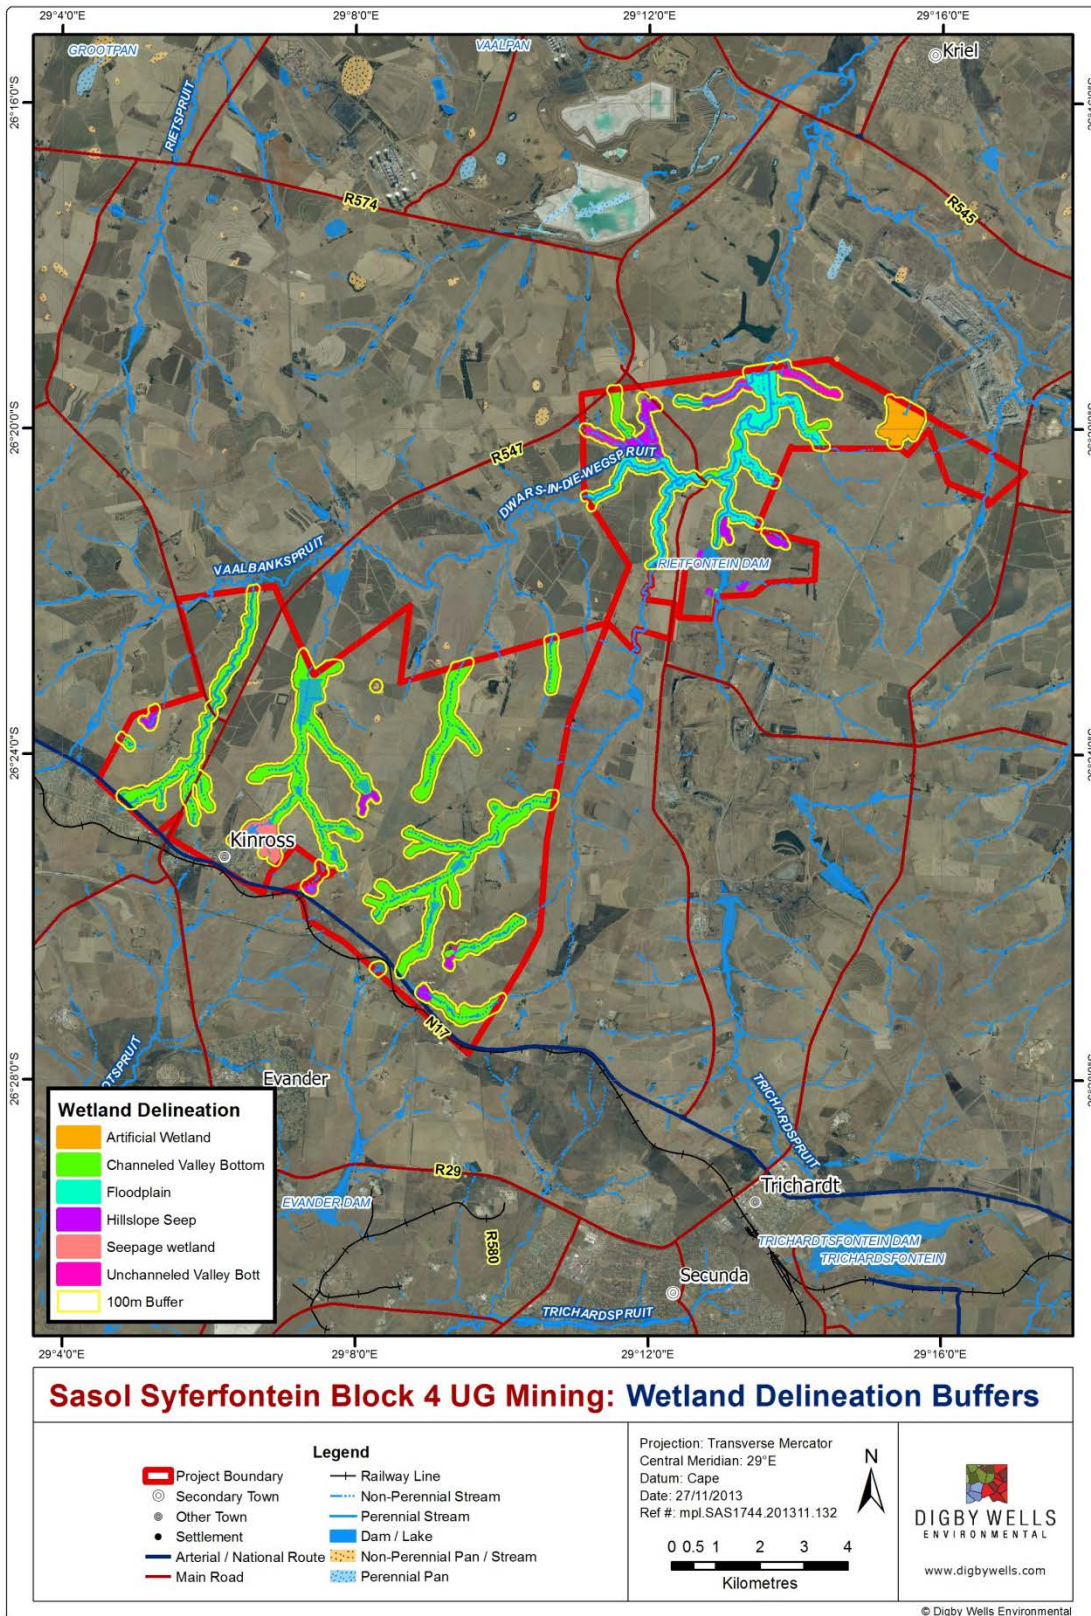 29°4'0"E 29°8'0"E 29°12'0"E 29°16'0"E
GROOTPAN
VAALPAN
Kriel
26°16'0"S
RIETSPRUIT
R574
R545
26°20'0"S
R547
DWARS-IN-DIE-WEGSPRUIT
VAALBANKSPRUIT
RIETFONTEIN DAM
26°24'0"S
Kinross
N17
26°28'0"S
Evander
TRICHARDSPRUIT
R29
Trichardt
EVANDER DAM
R580
TRICHARDTSFONTEIN DAM
TRICHARDSFONTEIN
Secunda
TRICHARDSPRUIT
Wetland Delineation
Artificial Wetland
Channeled Valley Bottom
Floodplain
Hillslope Seep
Seepage wetland
Unchanneled Valley Bott
100m Buffer
29°4'0"E 29°8'0"E 29°12'0"E 29°16'0"E
Sasol Syferfontein Block 4 UG Mining: Wetland Delineation Buffers
Legend
Project Boundary
Secondary Town
Other Town
Settlement
Arterial / National Route
Main Road
Railway Line
Non-Perennial Stream
Perennial Stream
Dam / Lake
Non-Perennial Pan / Stream
Perennial Pan
Projection: Transverse Mercator
Central Meridian: 29°E
Datum: Cape
Date: 27/11/2013
Ref #: mpl.SAS1744.201311.132
N
0 0.5 1 2 3 4
Kilometres
DIGBY WELLS
ENVIRONMENTAL
www.digbywells.com
© Digby Wells Environmental